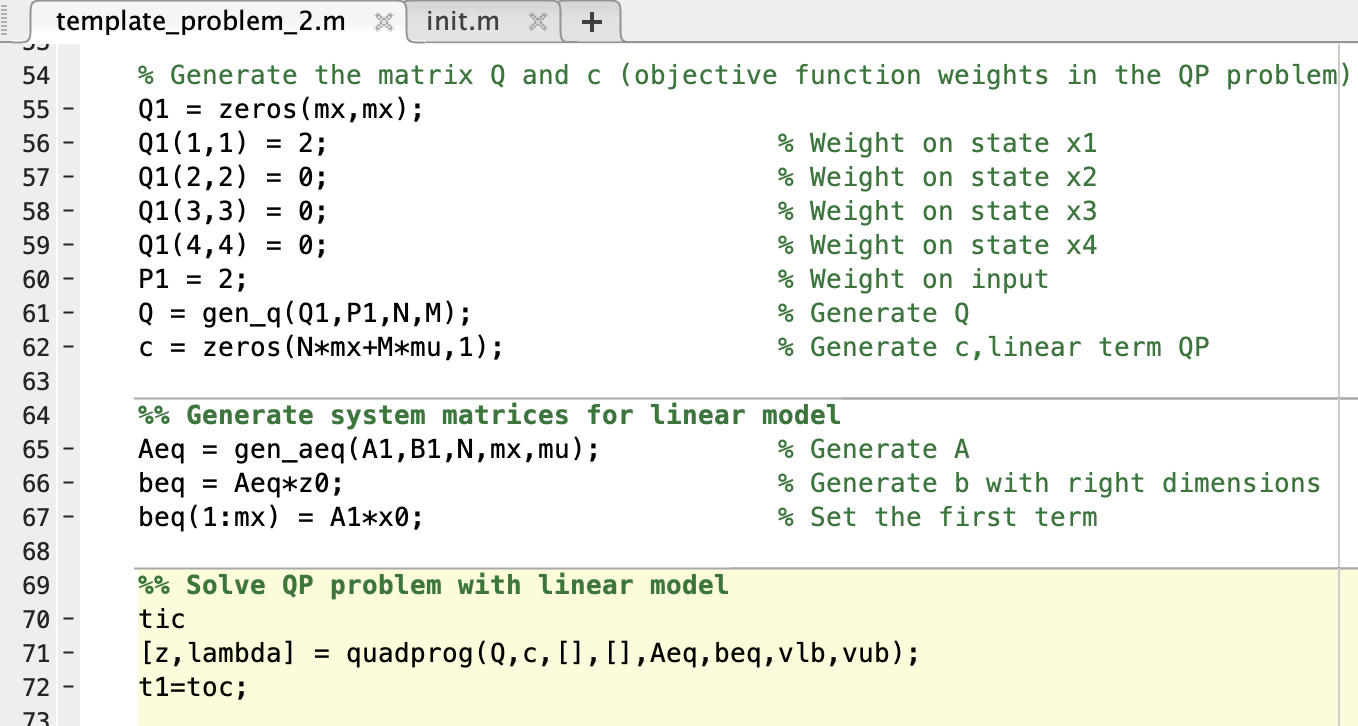 template_problem_2.m × init.m × +
54 % Generate the matrix Q and c (objective function weights in the QP problem)
55 - Q1 = zeros(mx,mx);
56 - Q1(1,1) = 2; % Weight on state x1
57 - Q1(2,2) = 0; % Weight on state x2
58 - Q1(3,3) = 0; % Weight on state x3
59 - Q1(4,4) = 0; % Weight on state x4
60 - P1 = 2; % Weight on input
61 - Q = gen_q(Q1,P1,N,M); % Generate Q
62 - c = zeros(N*mx+M*mu,1); % Generate c,linear term QP
63
64 %% Generate system matrices for linear model
65 - Aeq = gen_aeq(A1,B1,N,mx,mu); % Generate A
66 - beq = Aeq*z0; % Generate b with right dimensions
67 - beq(1:mx) = A1*x0; % Set the first term
68
69 %% Solve QP problem with linear model
70 - tic
71 - [z,lambda] = quadprog(Q,c,[],[],Aeq,beq,vlb,vub);
72 - t1=toc;
73